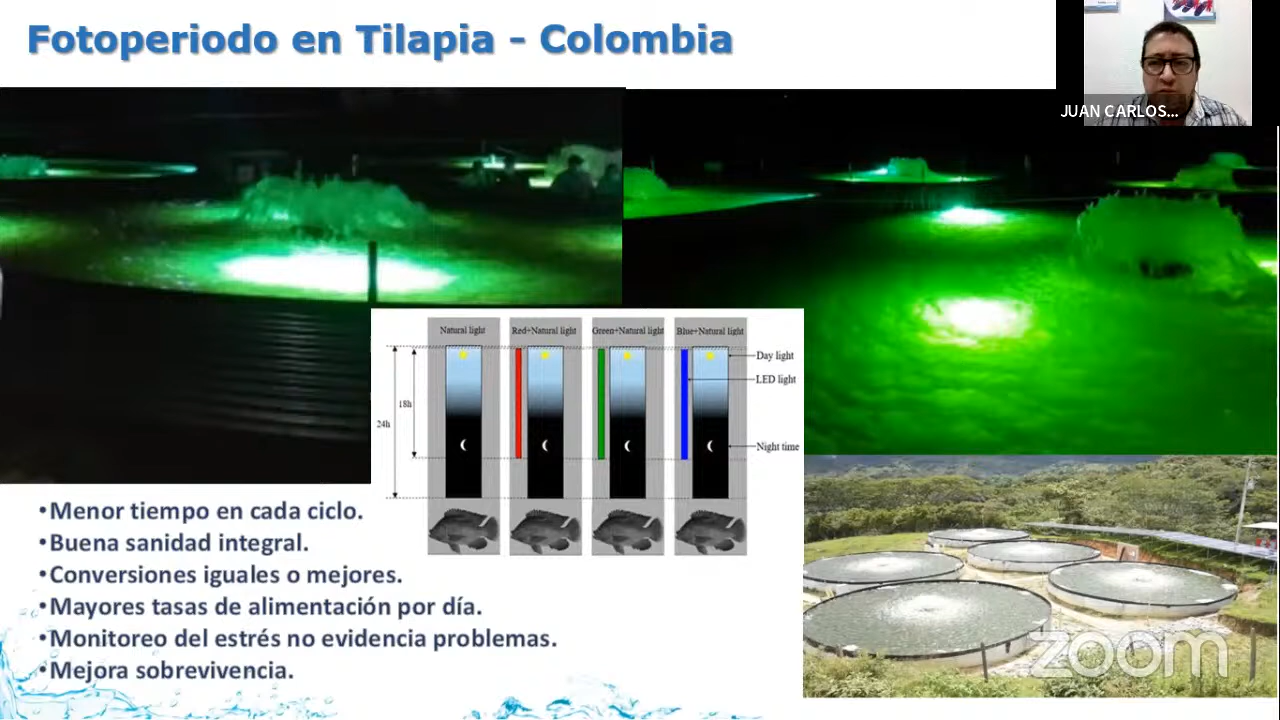 Fotoperiodo en Tilapia - Colombia
JUAN CARLOS...
Natural light
Red+Natural light
Green+Natural light
Blue+Natural light
Day light
LED light
18h
24h
Night time
•Menor tiempo en cada ciclo.
•Buena sanidad integral.
•Conversiones iguales o mejores.
•Mayores tasas de alimentación por día.
•Monitoreo del estrés no evidencia problemas.
•Mejora sobrevivencia.
zoom